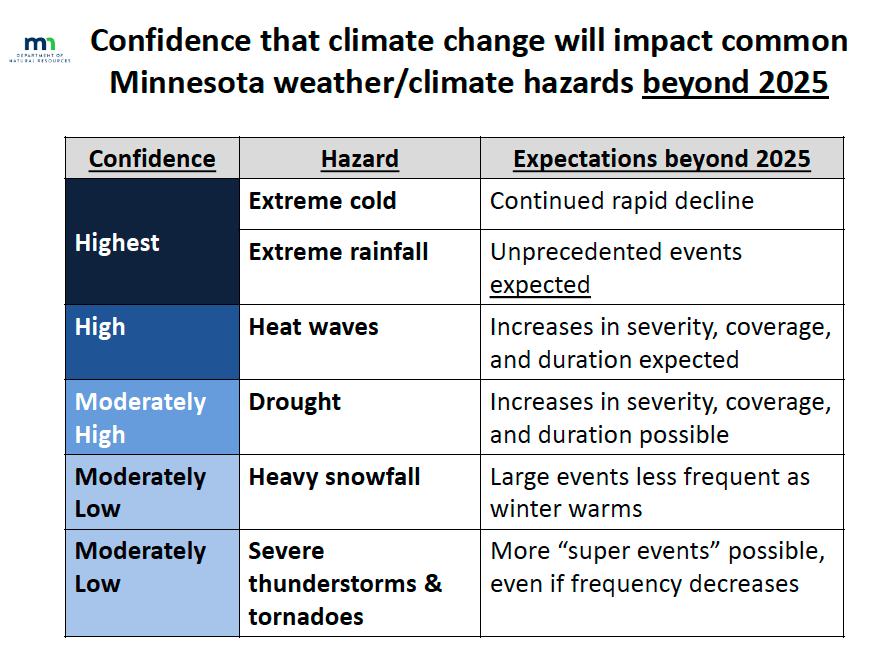 mn
DEPARTMENT OF
NATURAL RESOURCES
Confidence that climate change will impact common
Minnesota weather/climate hazards beyond 2025
Confidence
Hazard
Expectations beyond 2025
Highest
Extreme cold
Continued rapid decline
Extreme rainfall
Unprecedented events
expected
High
Heat waves
Increases in severity, coverage,
and duration expected
Moderately
High
Drought
Increases in severity, coverage,
and duration possible
Moderately
Low
Heavy snowfall
Large events less frequent as
winter warms
Moderately
Low
Severe
thunderstorms &
tornadoes
More “super events” possible,
even if frequency decreases